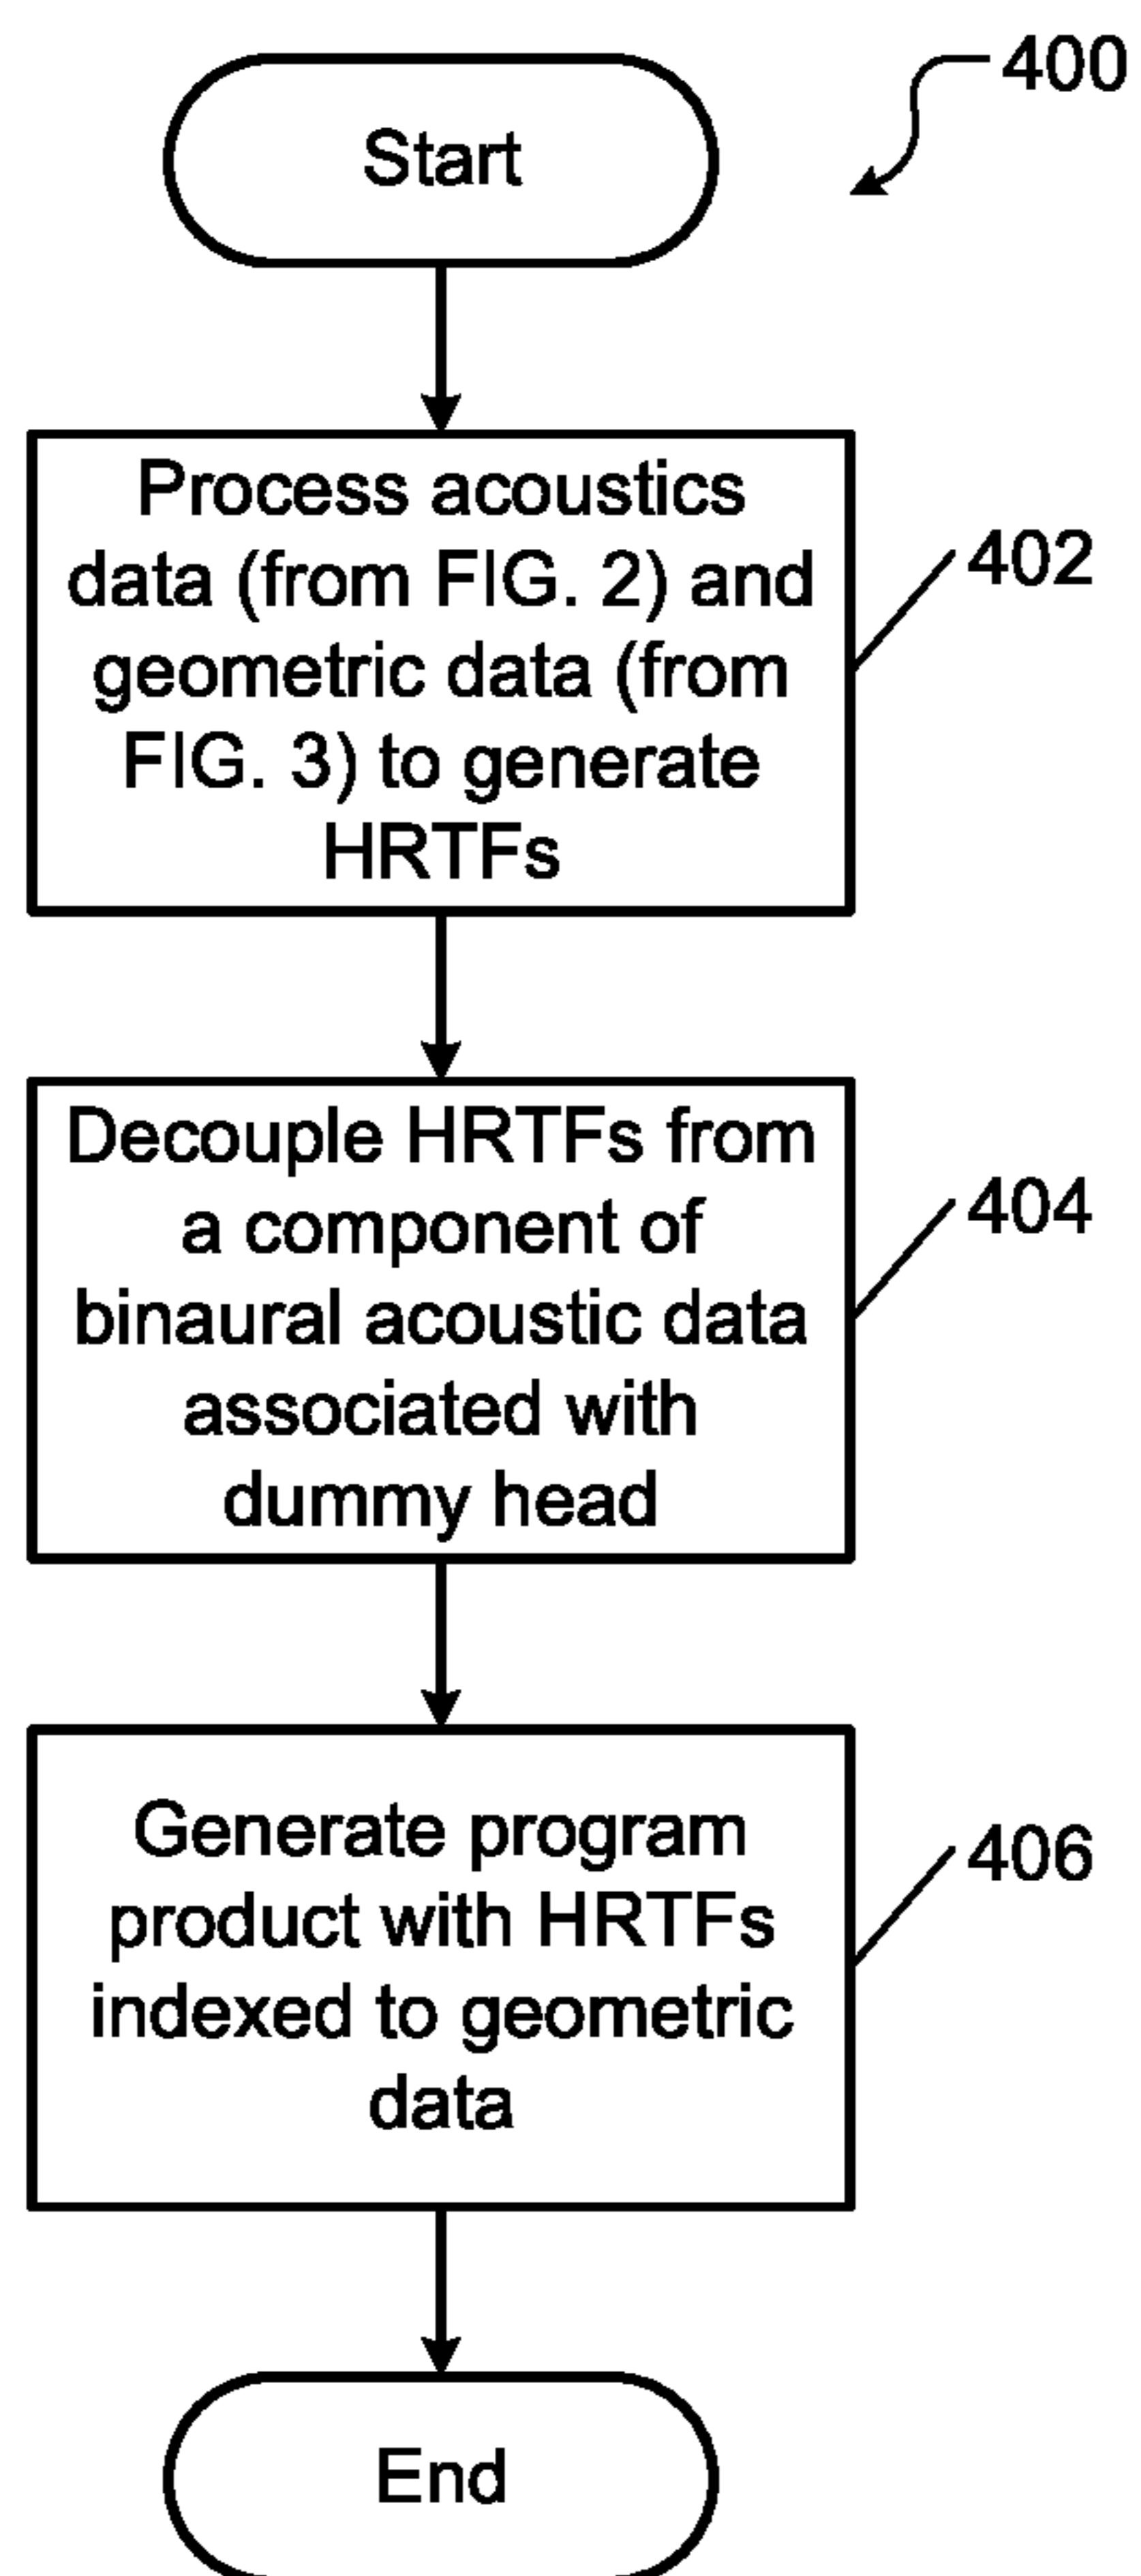 400
Start
Process acoustics
data (from FIG. 2) and
geometric data (from
FIG. 3) to generate
HRTFs
402
Decouple HRTFs from
a component of
binaural acoustic data
associated with
dummy head
404
Generate program
product with HRTFs
indexed to geometric
data
406
End